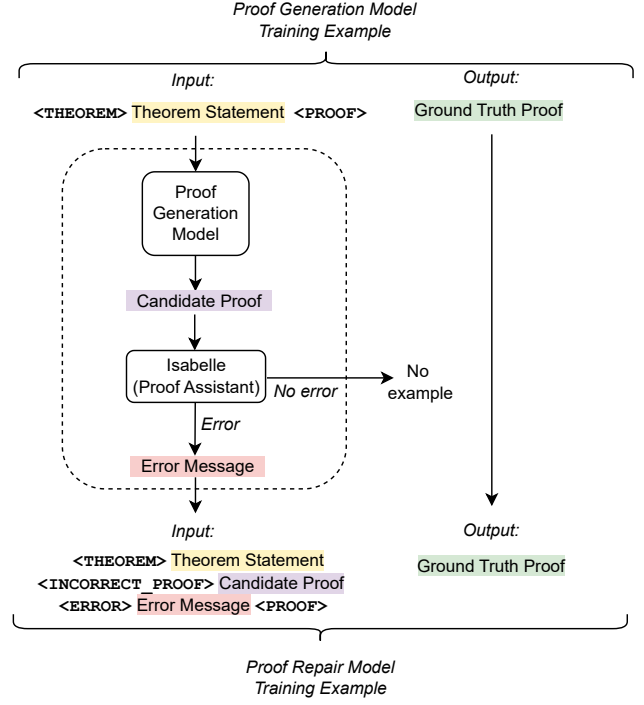 Proof Generation Model
Training Example
Input:
Output:
<THEOREM> Theorem Statement <PROOF>
Ground Truth Proof
Proof
Generation
Model
Candidate Proof
Isabelle
(Proof Assistant)
No error
No
example
Error
Error Message
Input:
Output:
<THEOREM> Theorem Statement
<INCORRECT_PROOF> Candidate Proof
<ERROR> Error Message <PROOF>
Ground Truth Proof
Proof Repair Model
Training Example